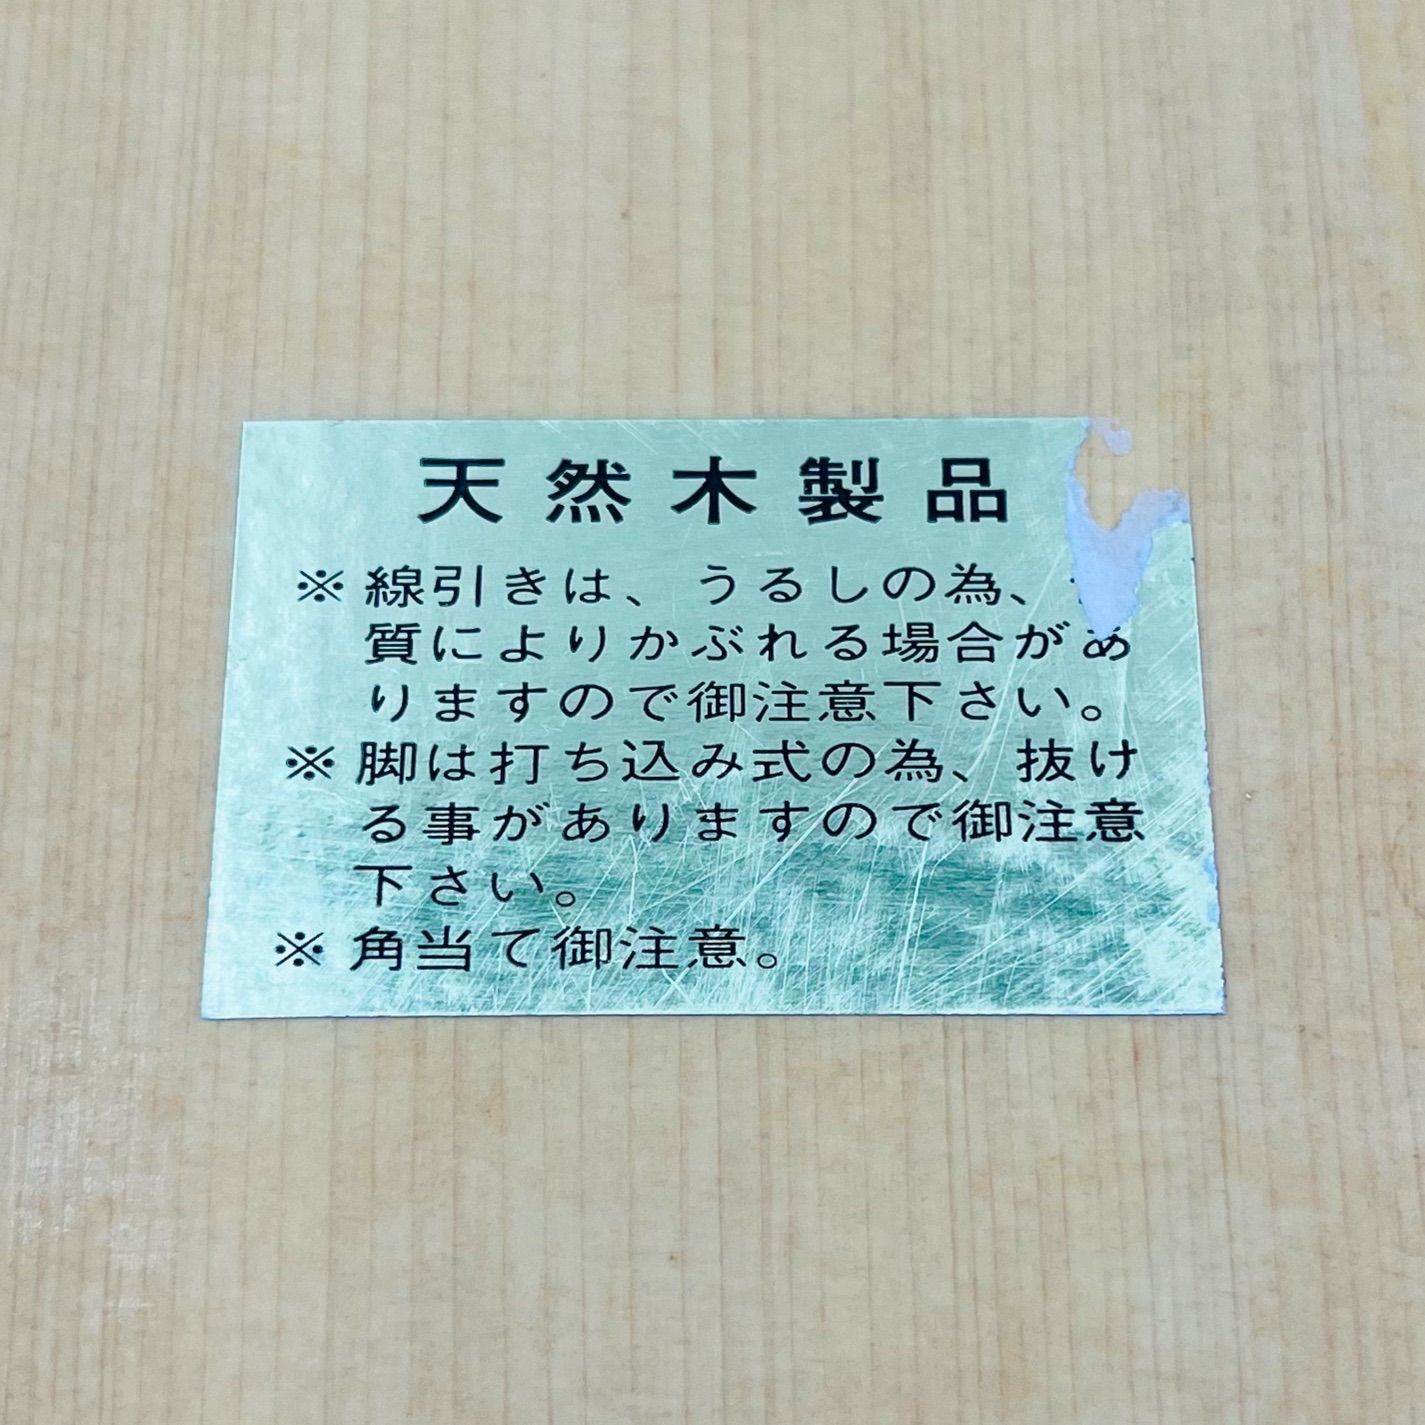 天然木製品
※線引きは、うるしの為、
質によりかぶれる場合があ
りますので御注意下さい。
※脚は打ち込み式の為、抜け
る事がありますので御注意
下さい。
※角当て御注意。